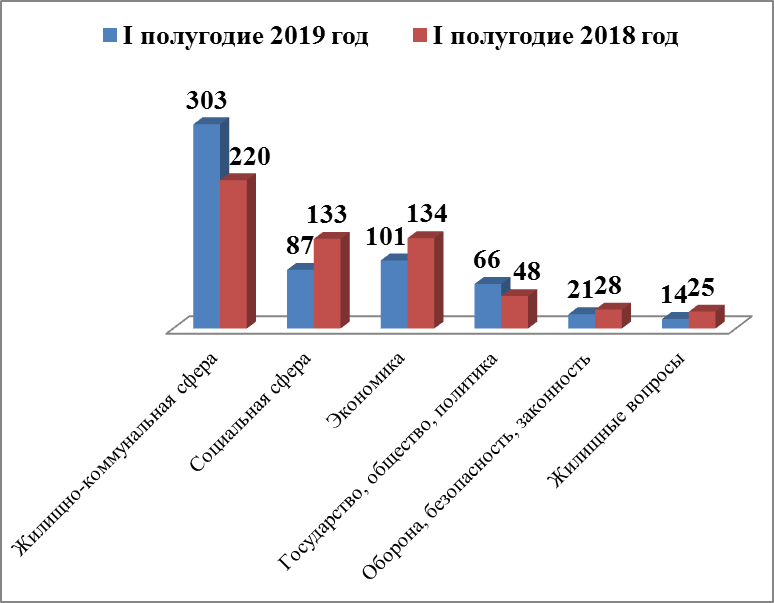 I полугодие 2019 год
I полугодие 2018 год
303
220
87
133
101
134
66
48
21
28
14
25
Жилищно-коммунальная сфера
Социальная сфера
Экономика
Государство, общество, политика
Оборона, безопасность, законность
Жилищные вопросы